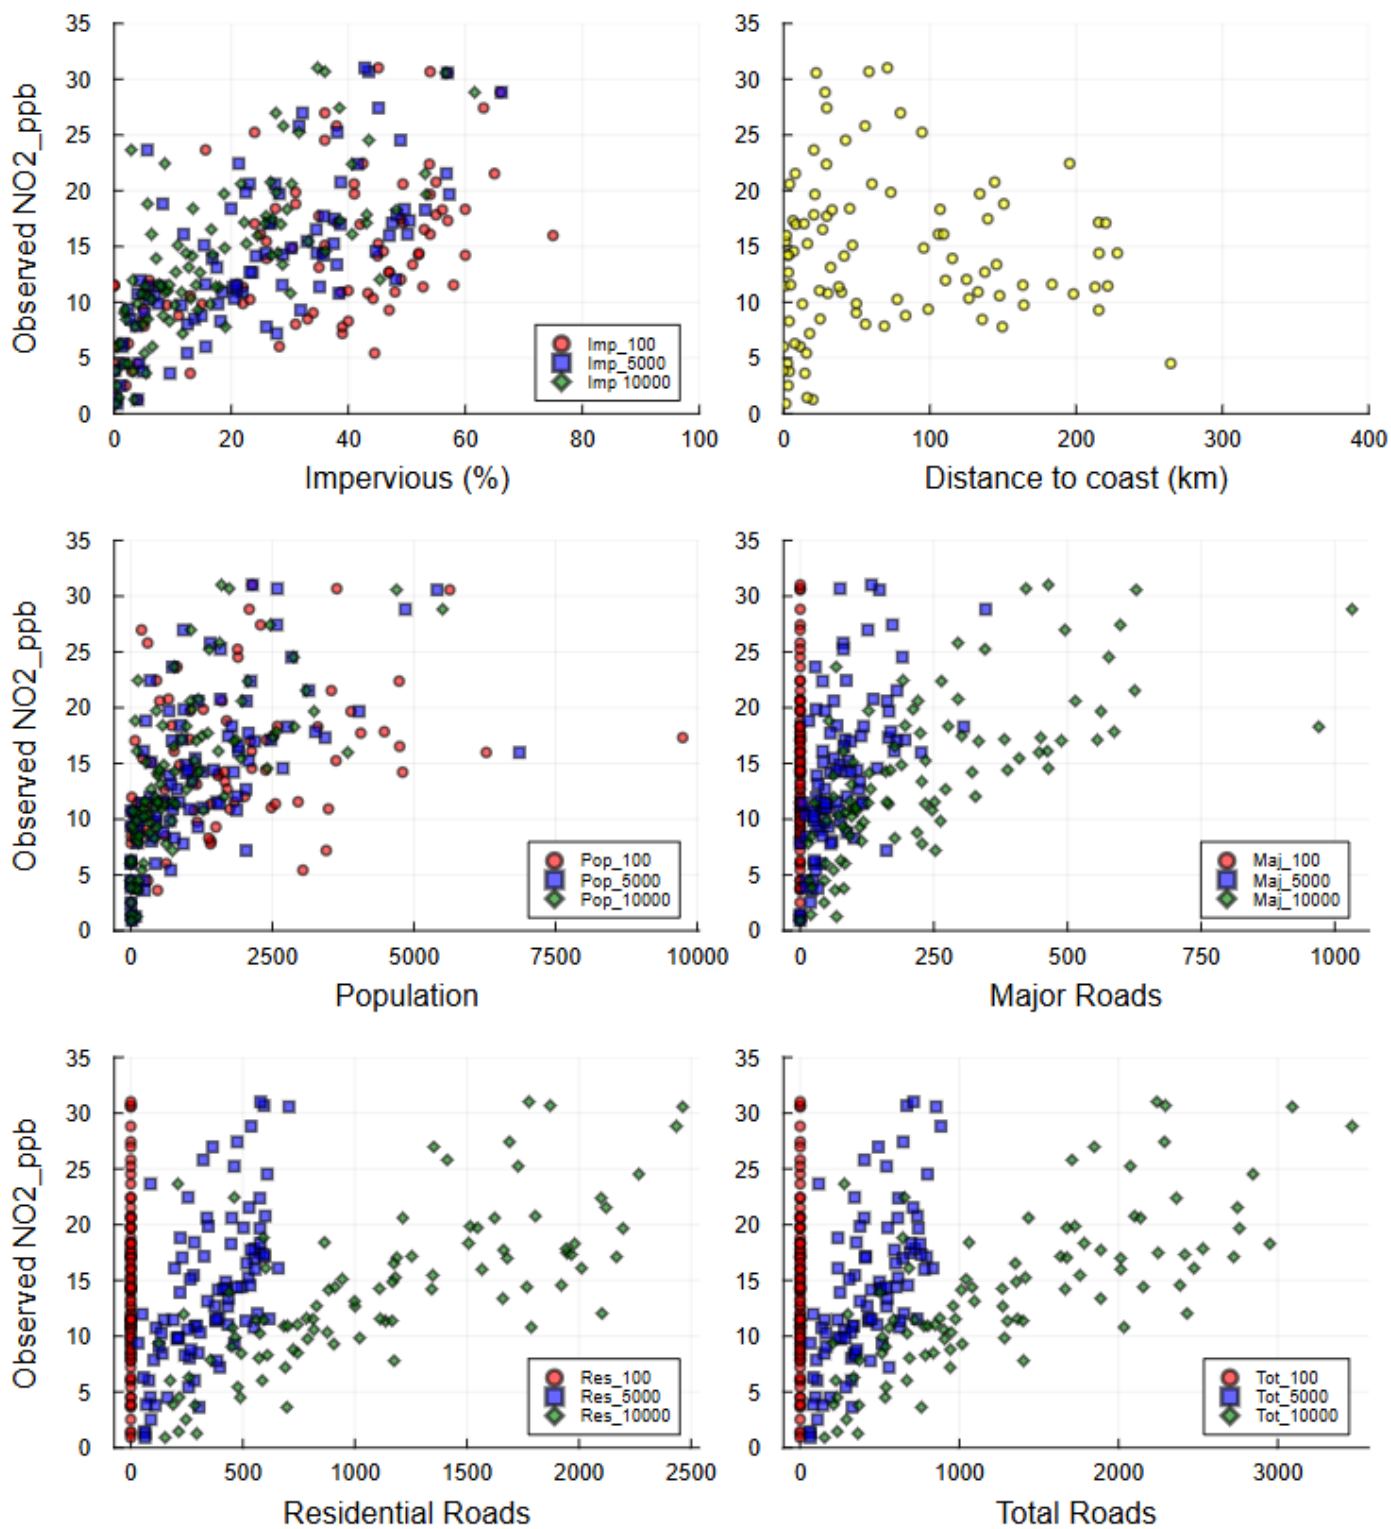 35
30
25
20
15
10
5
0
Observed NO2_ppb
Imp_100
Imp_5000
Imp 10000
0 20 40 60 80 100
Impervious (%)
35
30
25
20
15
10
5
0
0 100 200 300 400
Distance to coast (km)
35
30
25
20
15
10
5
0
Observed NO2_ppb
Pop_100
Pop_5000
Pop_10000
0 2500 5000 7500 10000
Population
35
30
25
20
15
10
5
0
Maj_100
Maj_5000
Maj_10000
0 250 500 750 1000
Major Roads
35
30
25
20
15
10
5
0
Observed NO2_ppb
Res_100
Res_5000
Res_10000
0 500 1000 1500 2000 2500
Residential Roads
35
30
25
20
15
10
5
0
Tot_100
Tot_5000
Tot_10000
0 1000 2000 3000
Total Roads